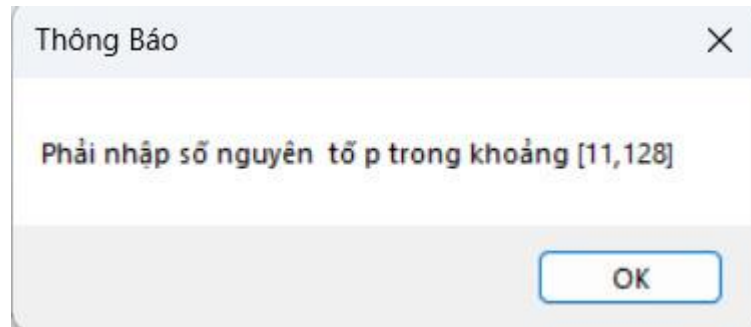 Thông Báo
Phải nhập số nguyên tố p trong khoảng [11,128]
OK